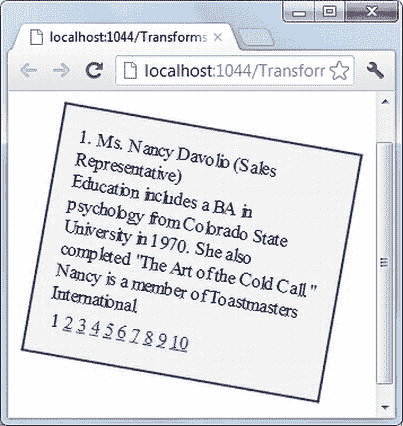 localhost:1044/Transforms
localhost:1044/Transforr
1. Ms. Nancy Davolio (Sales
Representative)
Education includes a BA in
psychology from Colorado State
University in 1970. She also
completed "The Art of the Cold Call."
Nancy is a member of Toastmasters
International.
1 2 3 4 5 6 7 8 9 10